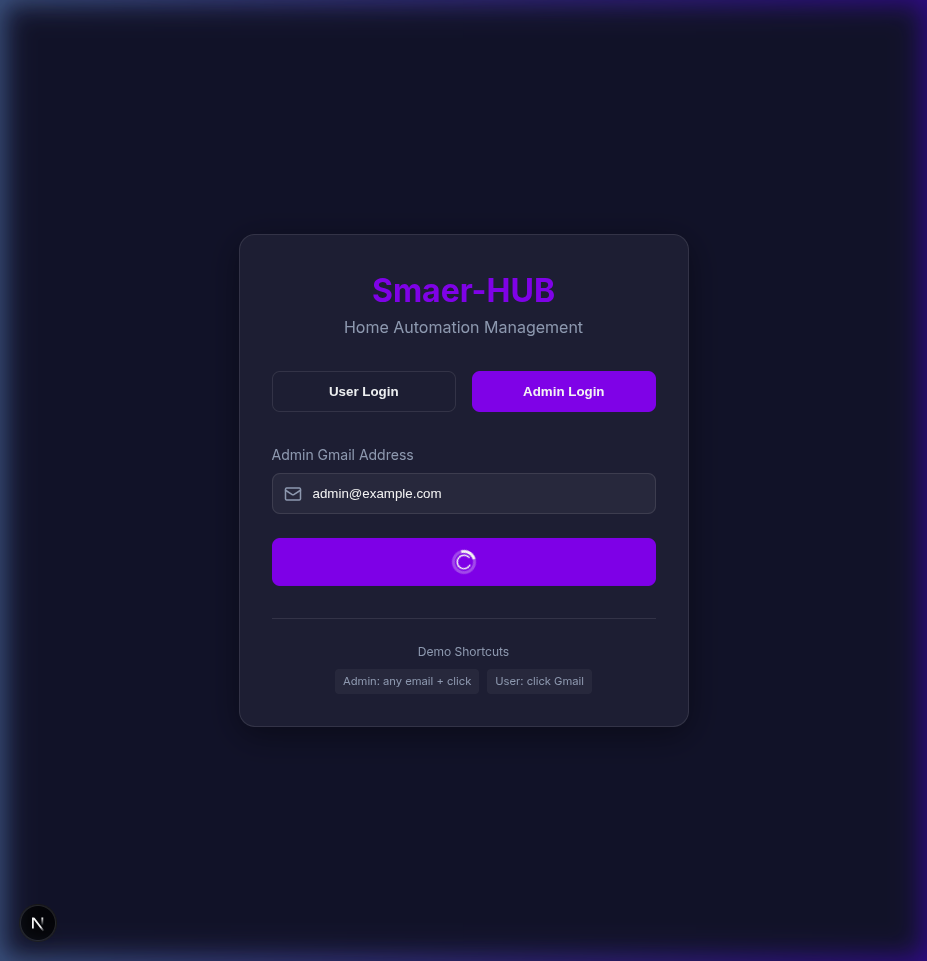 Smaer-HUB
Home Automation Management
User Login
Admin Login
Admin Gmail Address
admin@example.com
Demo Shortcuts
Admin: any email + click
User: click Gmail
N